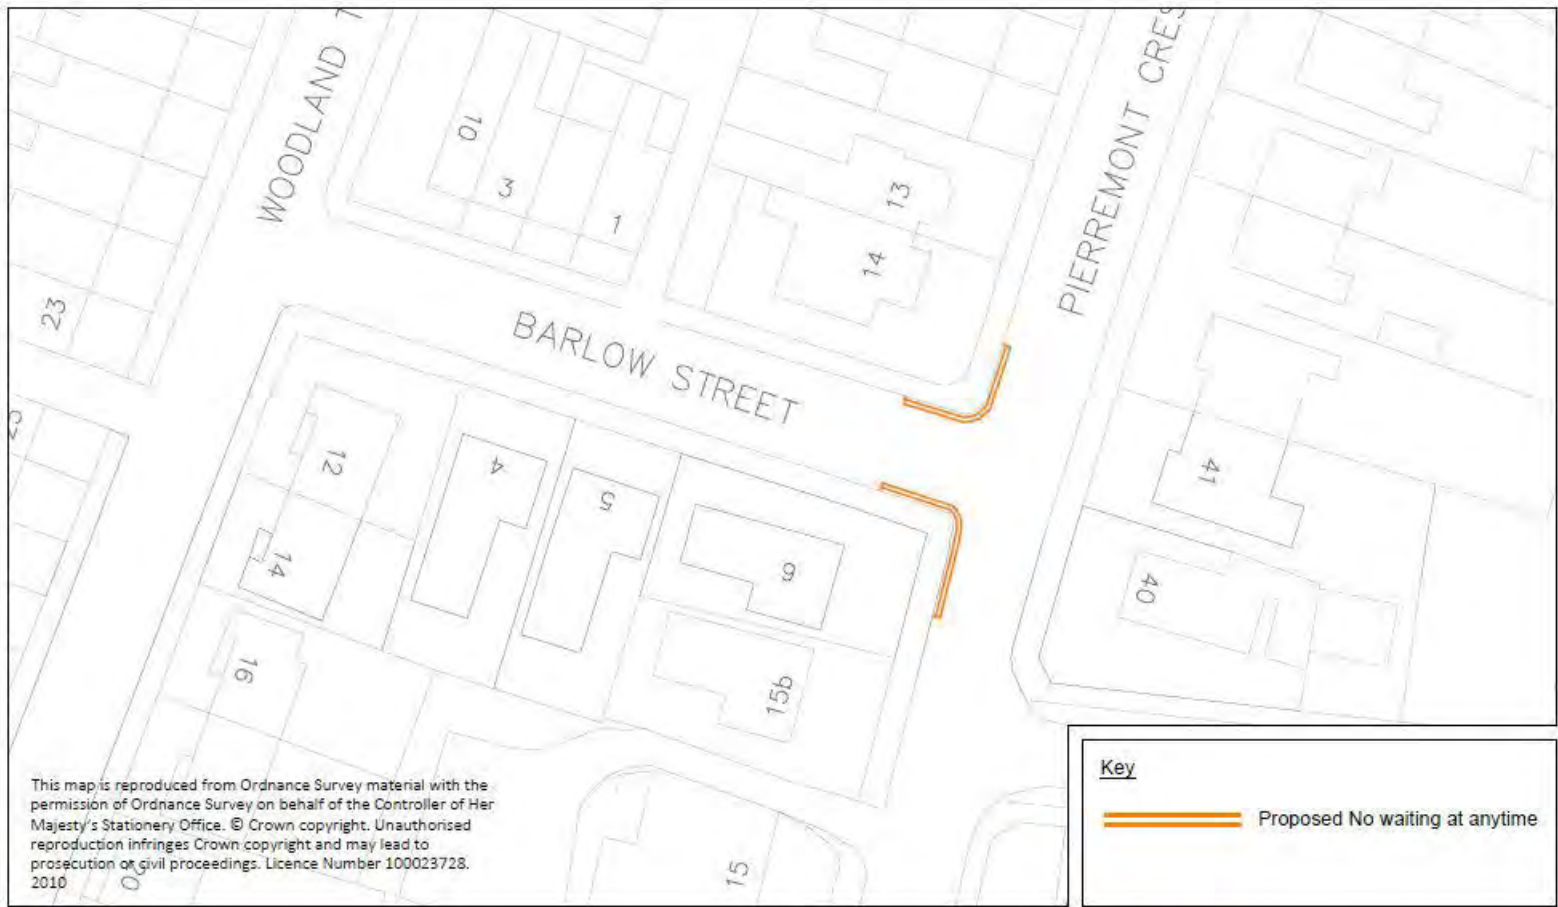 WOODLAND T
PIERREMONT CRES
10
3
1
13
14
23
BARLOW STREET
12
4
5
41
14
6
40
16
15b
15
20
This map is reproduced from Ordnance Survey material with the
permission of Ordnance Survey on behalf of the Controller of Her
Majesty's Stationery Office. © Crown copyright. Unauthorised
reproduction infringes Crown copyright and may lead to
prosecution or civil proceedings. Licence Number 100023728.
2010
Key
Proposed No waiting at anytime